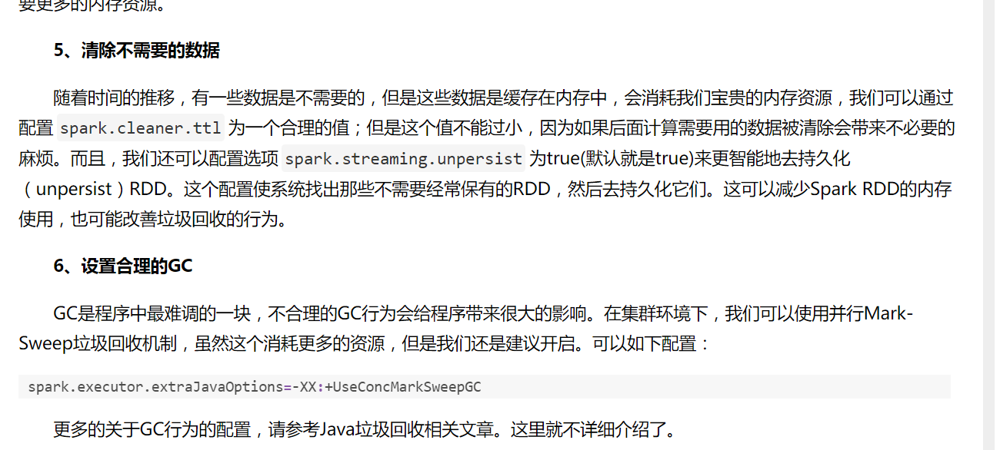 要更多的内存资源。
5、清除不需要的数据
随着时间的推移，有一些数据是不需要的，但是这些数据是缓存在内存中，会消耗我们宝贵的内存资源，我们可以通过
配置 spark.cleaner.ttl 为一个合理的值；但是这个值不能过小，因为如果后面计算需要用的数据被清除会带来不必要的
麻烦。而且，我们还可以配置选项 spark.streaming.unpersist 为true(默认就是true)来更智能地去持久化
（unpersist）RDD。这个配置使系统找出那些不需要经常保有的RDD，然后去持久化它们。这可以减少Spark RDD的内存
使用，也可能改善垃圾回收的行为。
6、设置合理的GC
GC是程序中最难调的一块，不合理的GC行为会给程序带来很大的影响。在集群环境下，我们可以使用并行Mark-
Sweep垃圾回收机制，虽然这个消耗更多的资源，但是我们还是建议开启。可以如下配置：
spark.executor.extraJavaOptions=-XX:+UseConcMarkSweepGC
更多的关于GC行为的配置，请参考Java垃圾回收相关文章。这里就不详细介绍了。